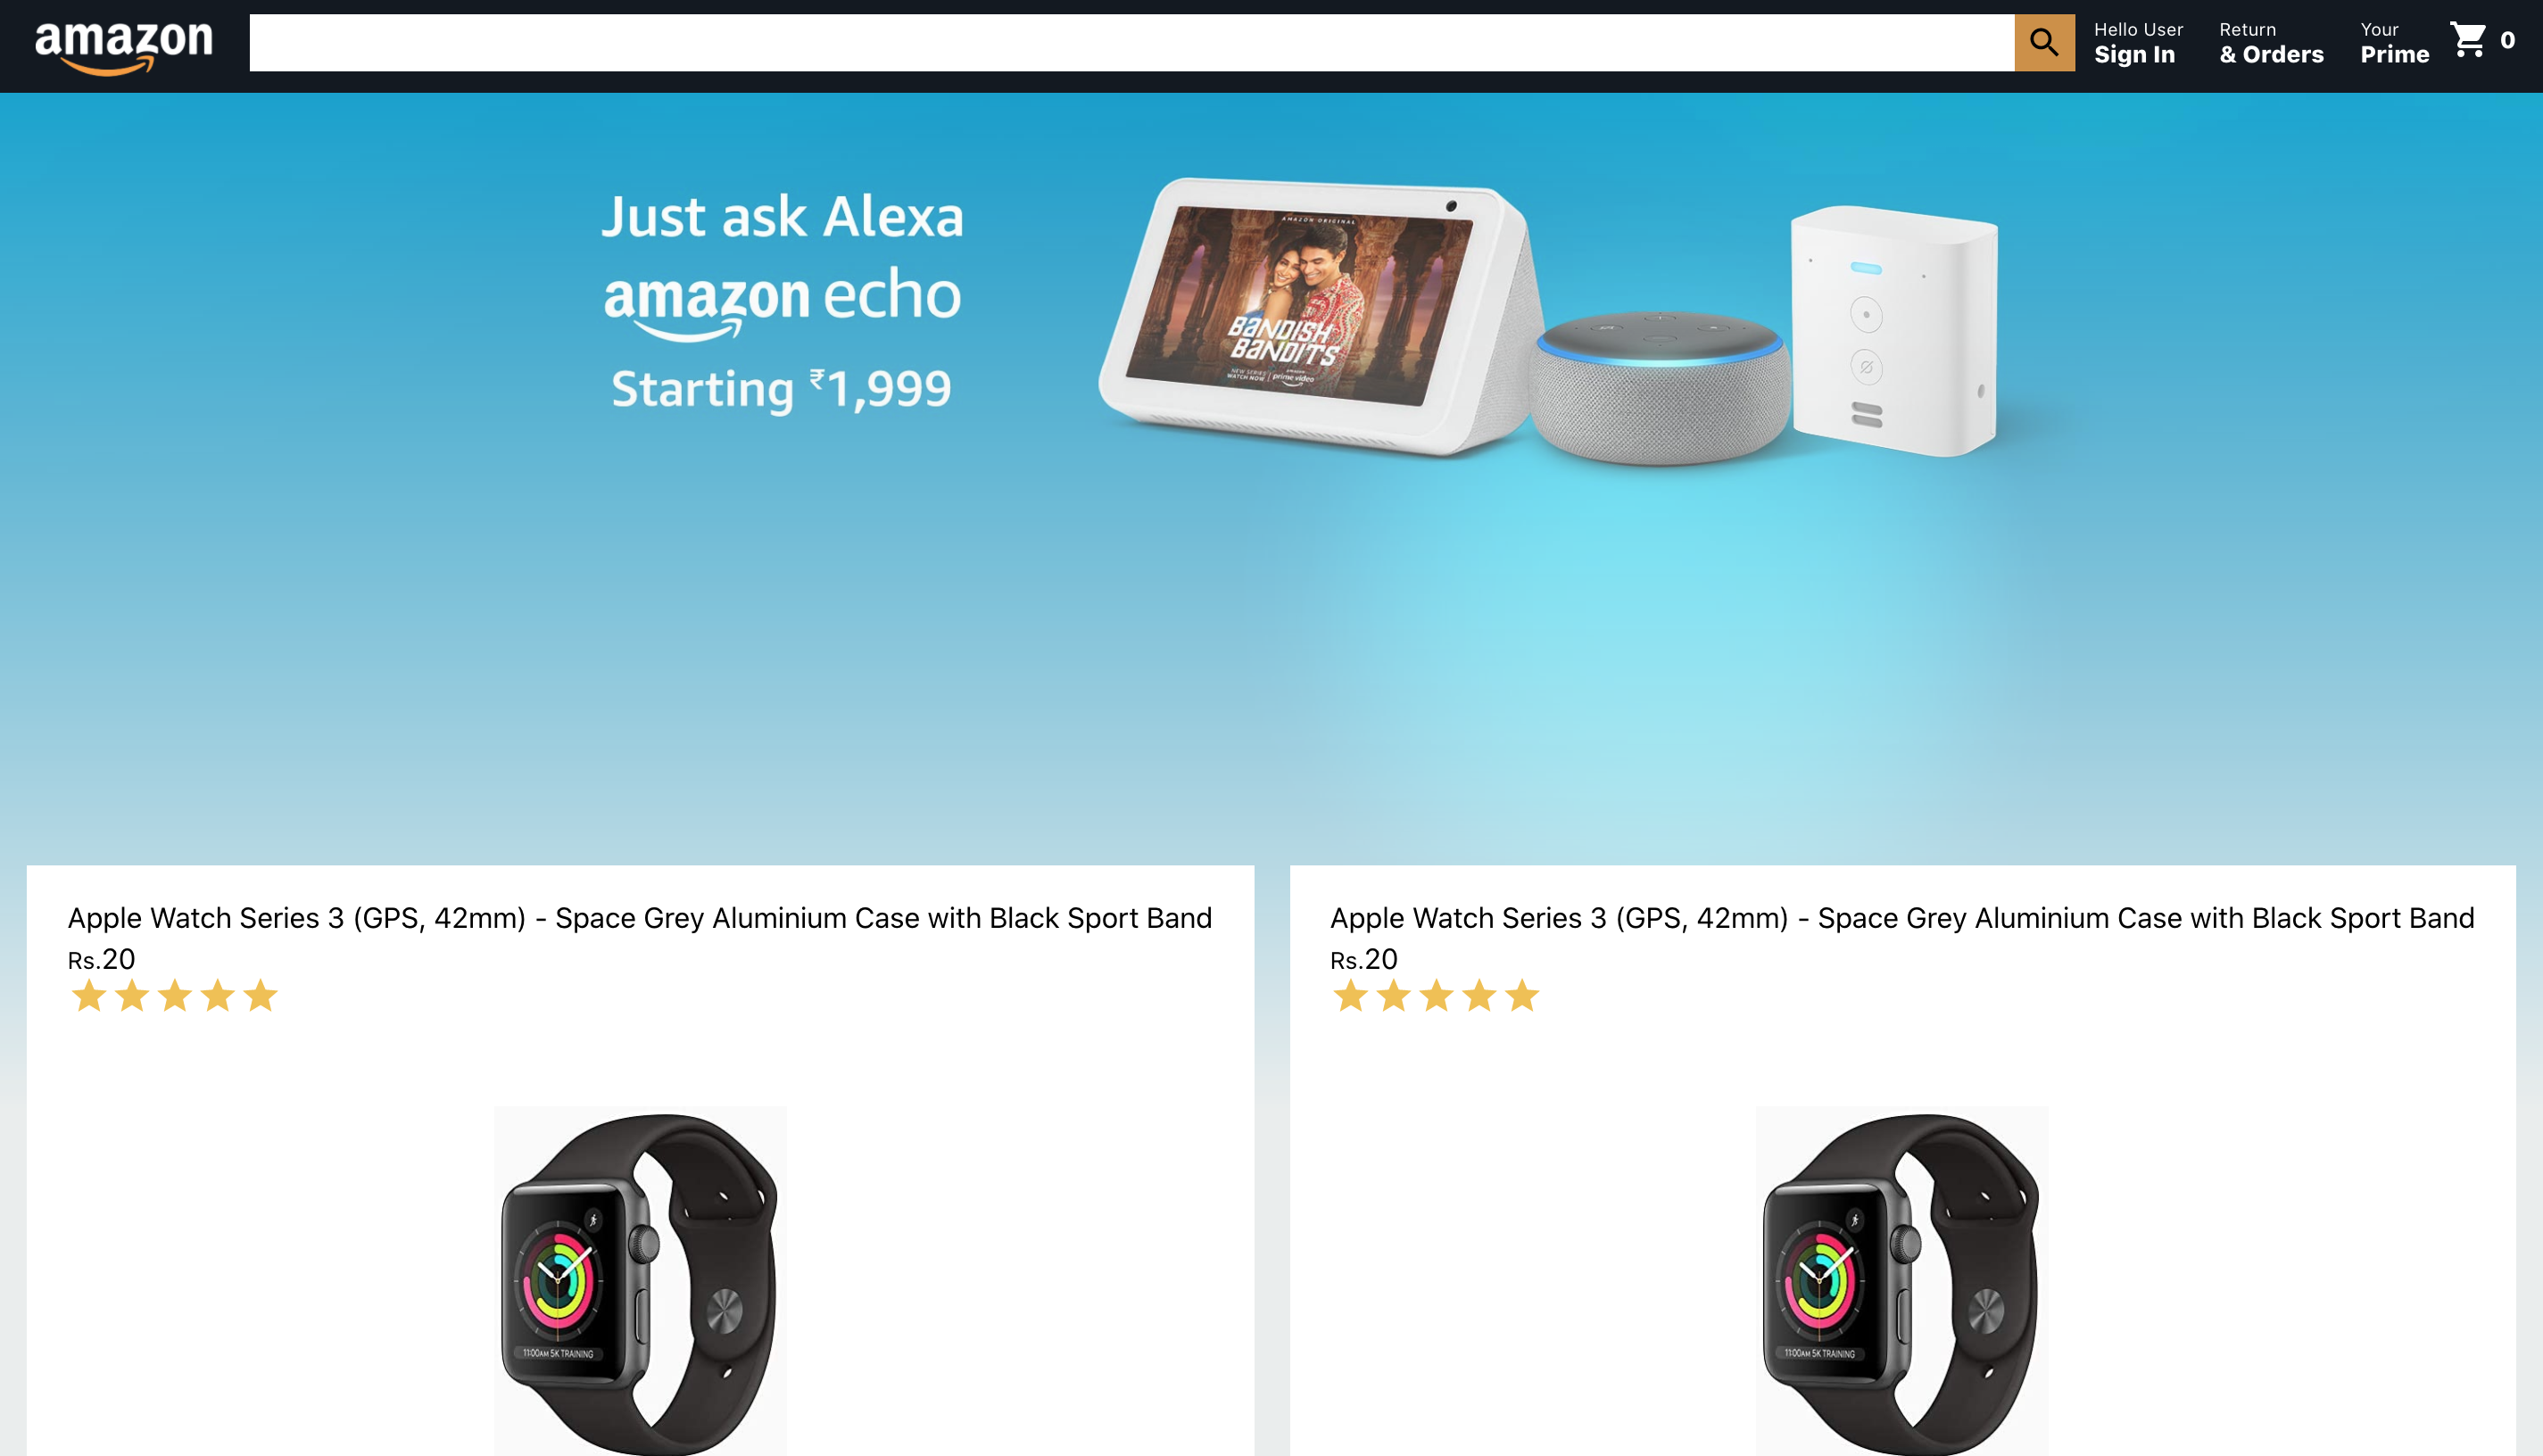 amazon
Hello User
Sign In
Return
& Orders
Your
Prime
0
Just ask Alexa
amazon echo
Starting ₹1,999
AMAZON ORIGINAL
BANDISH
BANDITS
NEW SERIES
WATCH NOW
prime video
Apple Watch Series 3 (GPS, 42mm) - Space Grey Aluminium Case with Black Sport Band
Rs.20
11:00AM 5K TRAINING
Apple Watch Series 3 (GPS, 42mm) - Space Grey Aluminium Case with Black Sport Band
Rs.20
11:00AM 5K TRAINING